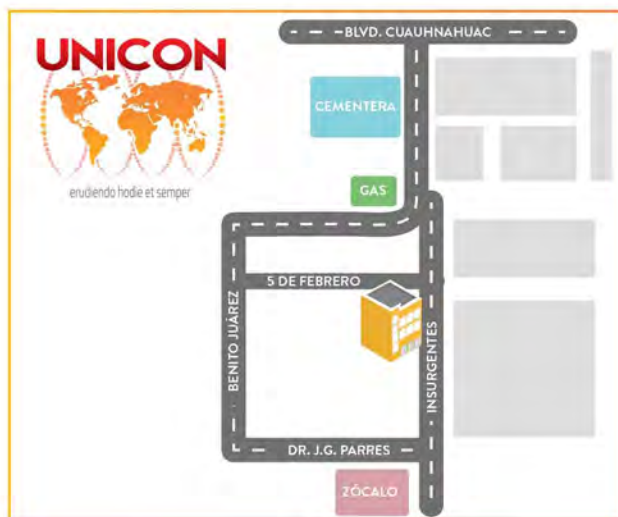 BLVD. CUAUHNAHUAC
UNICON
erudiendo hodie et semper
CEMENTERA
GAS
5 DE FEBRERO
BENITO JUÁREZ
INSURGENTES
DR. J.G. PARRES
ZÓCALO